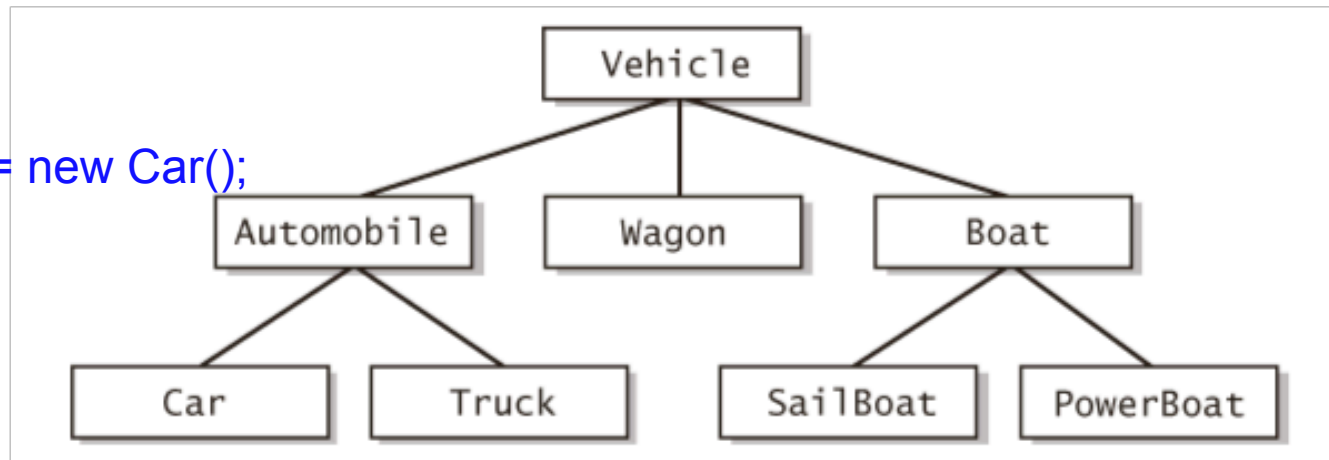 Vehicle
= new Car();
Automobile Wagon Boat
Car Truck SailBoat PowerBoat